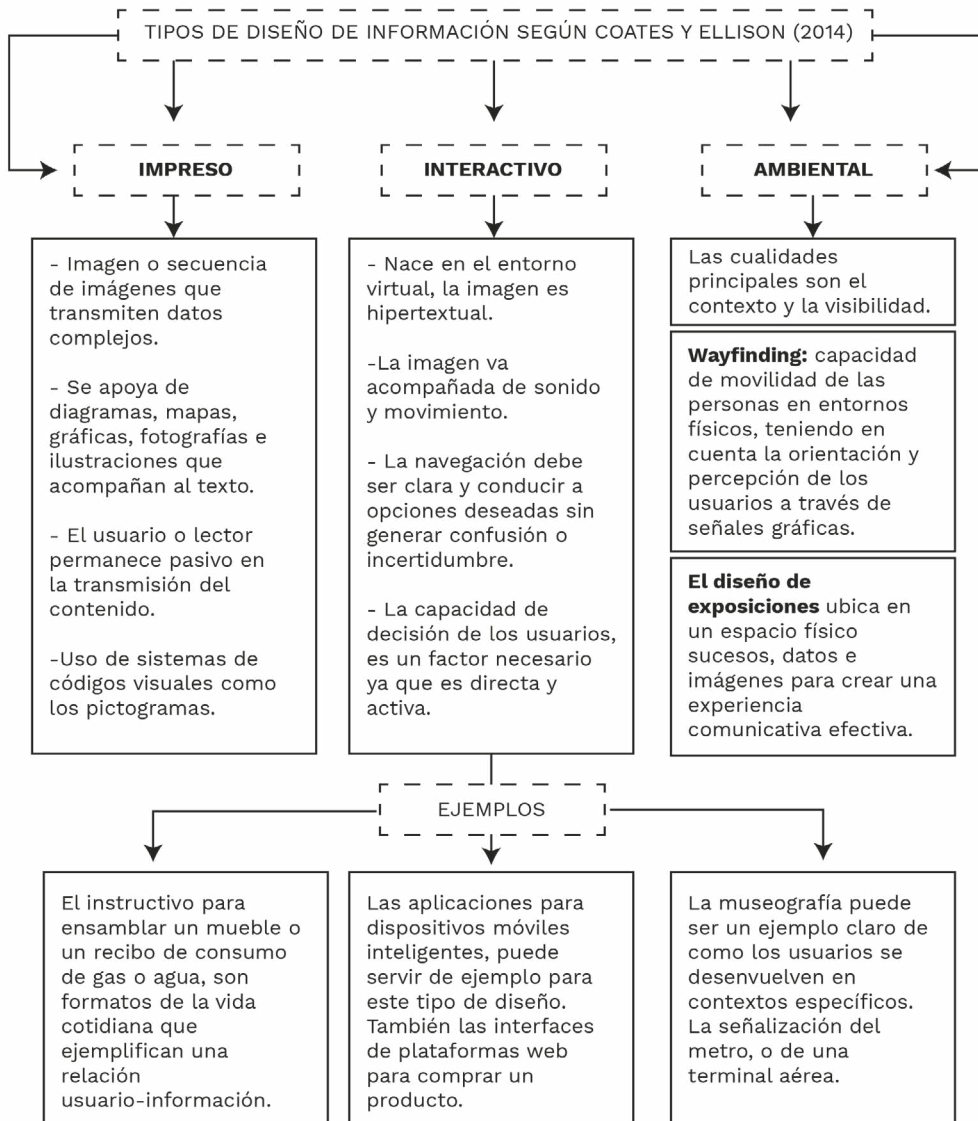 TIPOS DE DISEÑO DE INFORMACIÓN SEGÚN COATES Y ELLISON (2014)
IMPRESO
- Imagen o secuencia
de imágenes que
transmiten datos
complejos.
- Se apoya de
diagramas, mapas,
gráficas, fotografías e
ilustraciones que
acompañan al texto.
- El usuario o lector
permanece pasivo en
la transmisión del
contenido.
-Uso de sistemas de
códigos visuales como
los pictogramas.
INTERACTIVO
- Nace en el entorno
virtual, la imagen es
hipertextual.
-La imagen va
acompañada de sonido
y movimiento.
- La navegación debe
ser clara y conducir a
opciones deseadas sin
generar confusión o
incertidumbre.
- La capacidad de
decisión de los usuarios,
es un factor necesario
ya que es directa y
activa.
AMBIENTAL
Las cualidades
principales son el
contexto y la visibilidad.
Wayfinding: capacidad
de movilidad de las
personas en entornos
físicos, teniendo en
cuenta la orientación y
percepción de los
usuarios a través de
señales gráficas.
El diseño de
exposiciones ubica en
un espacio físico
sucesos, datos e
imágenes para crear una
experiencia
comunicativa efectiva.
EJEMPLOS
El instructivo para
ensamblar un mueble o
un recibo de consumo
de gas o agua, son
formatos de la vida
cotidiana que
ejemplifican una
relación
usuario-información.
Las aplicaciones para
dispositivos móviles
inteligentes, puede
servir de ejemplo para
este tipo de diseño.
También las interfaces
de plataformas web
para comprar un
producto.
La museografía puede
ser un ejemplo claro de
como los usuarios se
desenvuelven en
contextos específicos.
La señalización del
metro, o de una
terminal aérea.